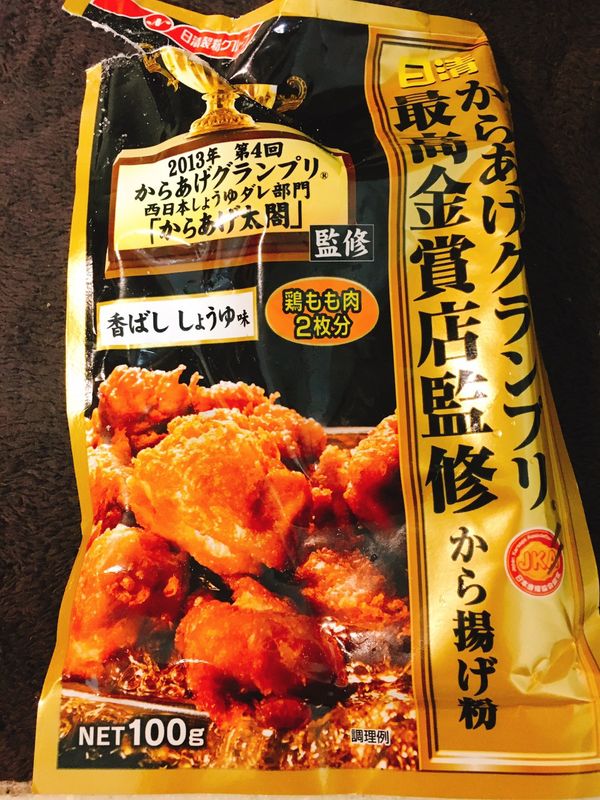 日清製粉グループ
2013年 第4回
からあげグランプリ®
西日本しょうゆダレ部門
「からあげ太閤」
監修
香ばし しょうゆ味
鶏もも肉
2枚分
日清
からあげグランプリ®
最高金賞店監修
から揚げ粉
JKA
NET100g
調理例